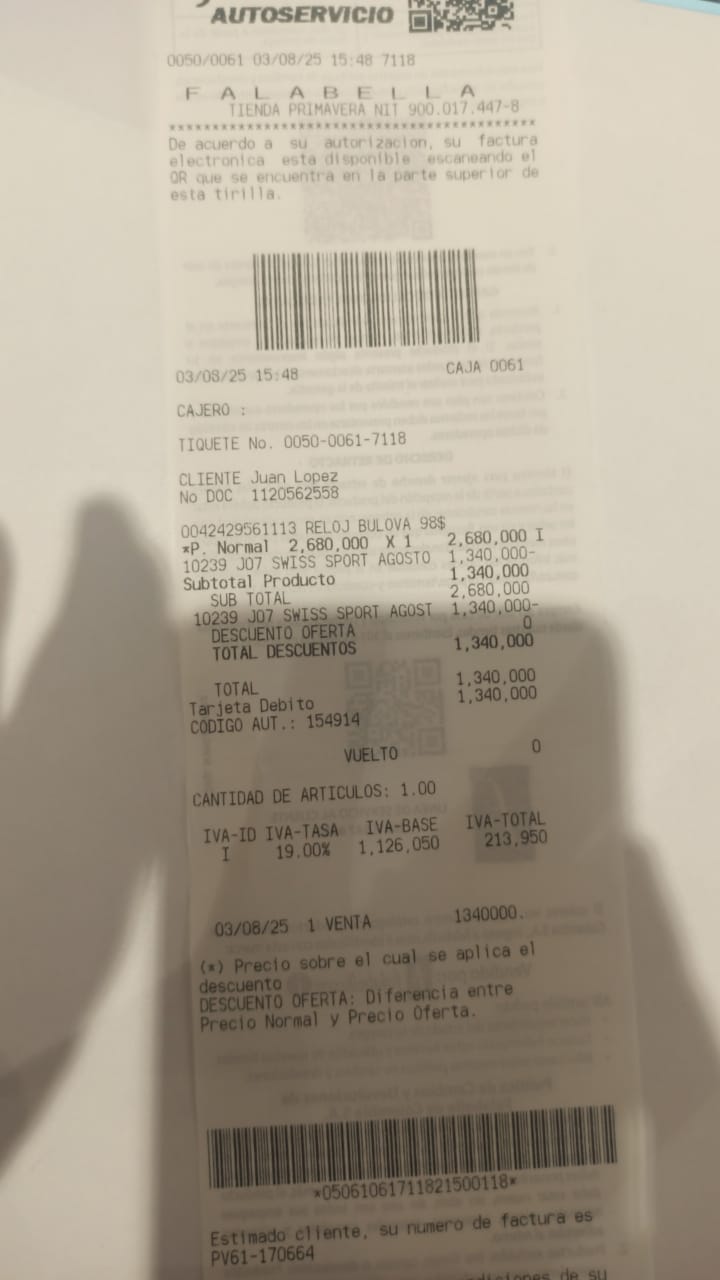 AUTOSERVICIO
0050/0061 03/08/25 15:48 7118
F A L A B E L L A
TIENDA PRIMAVERA NIT 900.017.447-8
****************************************
De acuerdo a su autorizacion, su factura
electronica esta disponible escaneando el
QR que se encuentra en la parte superior de
esta tirilla.
03/08/25 15:48 CAJA 0061
CAJERO :
TIQUETE No. 0050-0061-7118
CLIENTE Juan Lopez
No DOC 1120562558
0042429561113 RELOJ BULOVA 98$
*P. Normal 2,680,000 X 1 2,680,000 I
10239 J07 SWISS SPORT AGOSTO 1,340,000-
Subtotal Producto 1,340,000
SUB TOTAL 2,680,000
10239 J07 SWISS SPORT AGOST 1,340,000-
DESCUENTO OFERTA 0
TOTAL DESCUENTOS 1,340,000
TOTAL 1,340,000
Tarjeta Debito 1,340,000
CODIGO AUT.: 154914
VUELTO 0
CANTIDAD DE ARTICULOS: 1.00
IVA-ID IVA-TASA IVA-BASE IVA-TOTAL
I 19.00% 1,126,050 213,950
03/08/25 1 VENTA 1340000.
(*) Precio sobre el cual se aplica el
descuento
DESCUENTO OFERTA: Diferencia entre
Precio Normal y Precio Oferta.
*05061061711821500118*
Estimado cliente, su numero de factura es
PV61-170664
de su